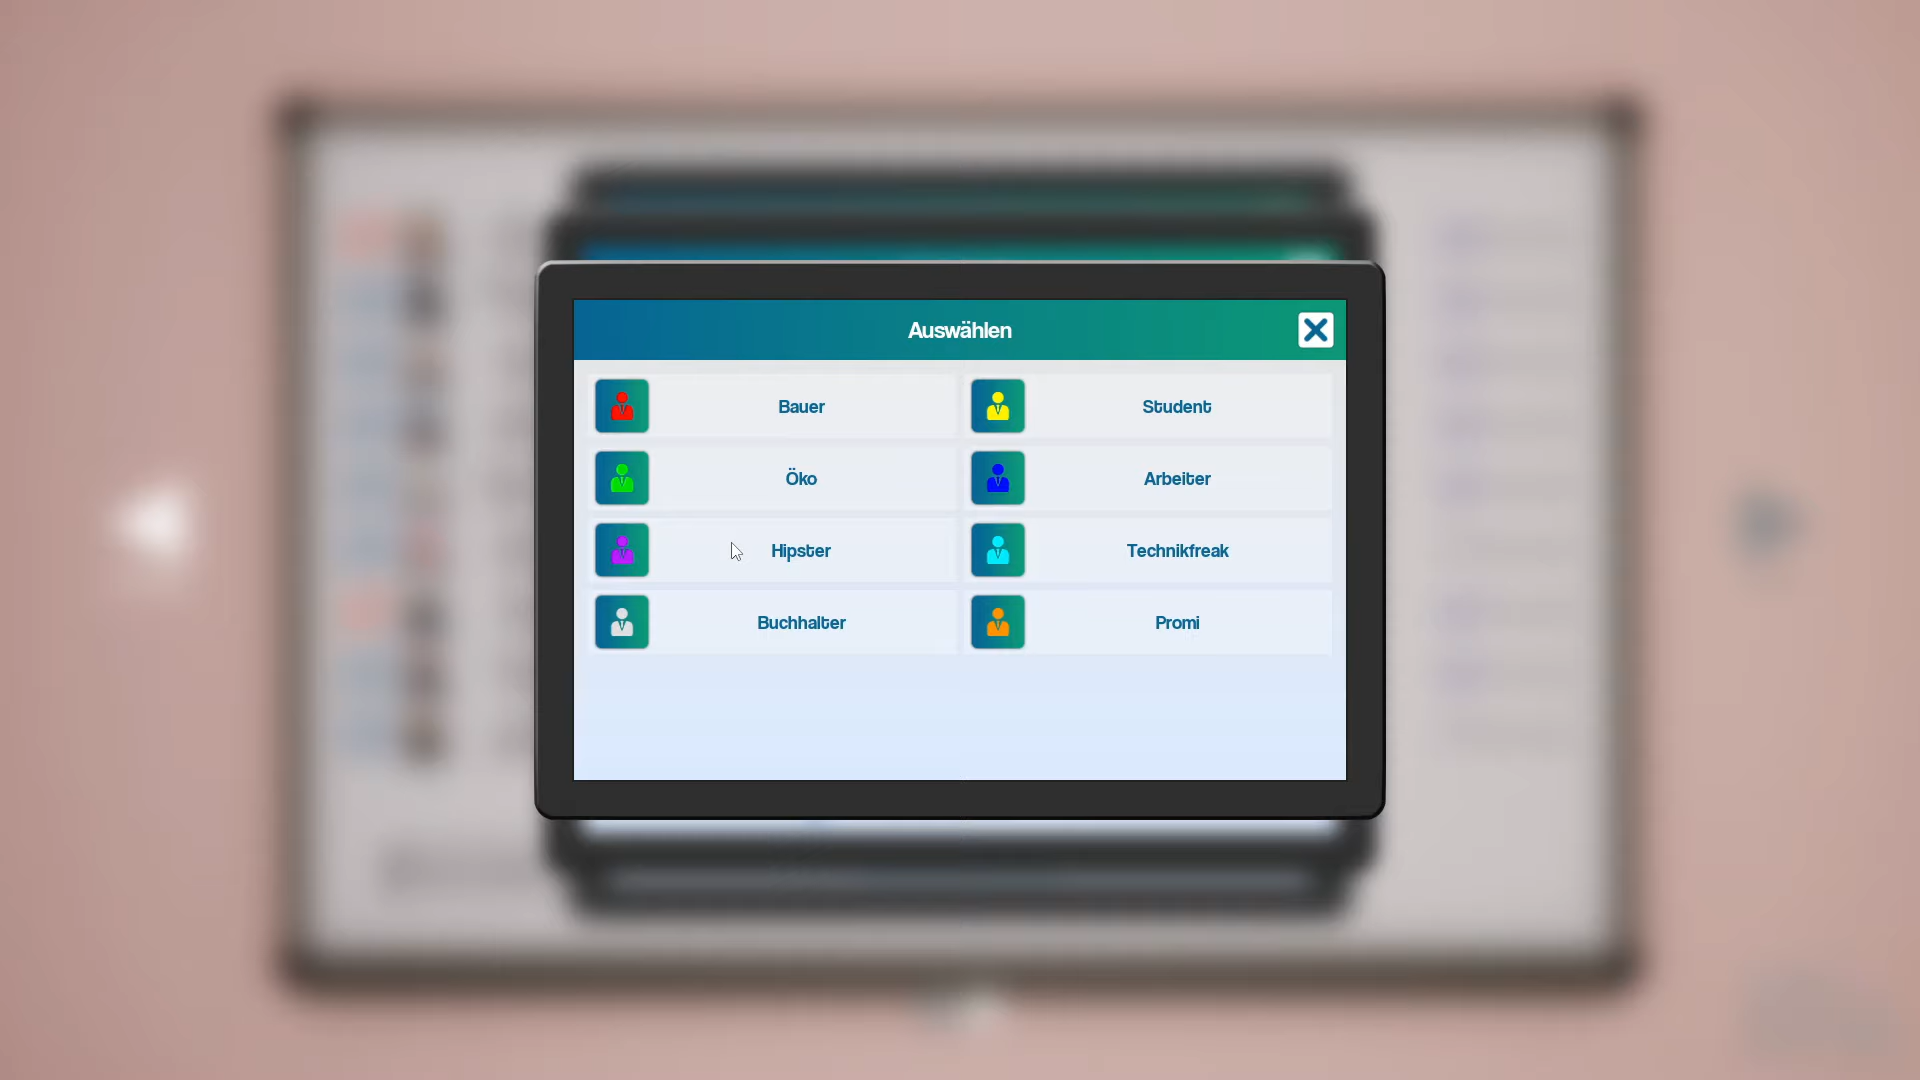 Auswählen
Bauer
Student
Öko
Arbeiter
Hipster
Technikfreak
Buchhalter
Promi